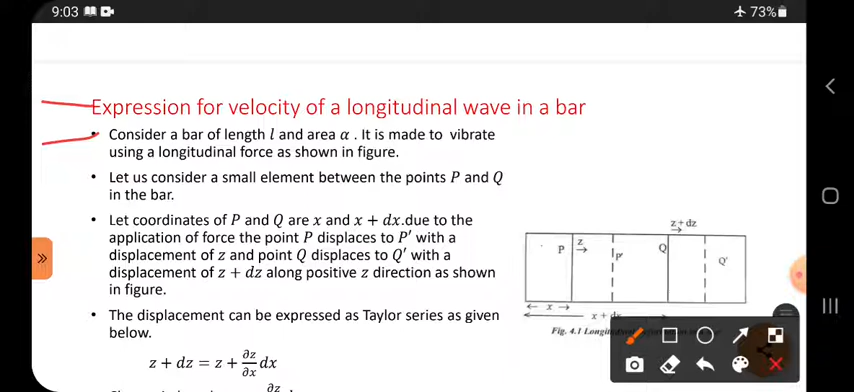 9:03
73%
Expression for velocity of a longitudinal wave in a bar
• Consider a bar of length l and area α . It is made to vibrate
using a longitudinal force as shown in figure.
• Let us consider a small element between the points P and Q
in the bar.
• Let coordinates of P and Q are x and x + dx.due to the
application of force the point P displaces to P′ with a
displacement of z and point Q displaces to Q′ with a
displacement of z + dz along positive z direction as shown
in figure.
• The displacement can be expressed as Taylor series as given
below.
z + dz = z + ∂z/∂x dx
z + dz
P z P′ Q Q′
x
x + dx
Fig. 4.1